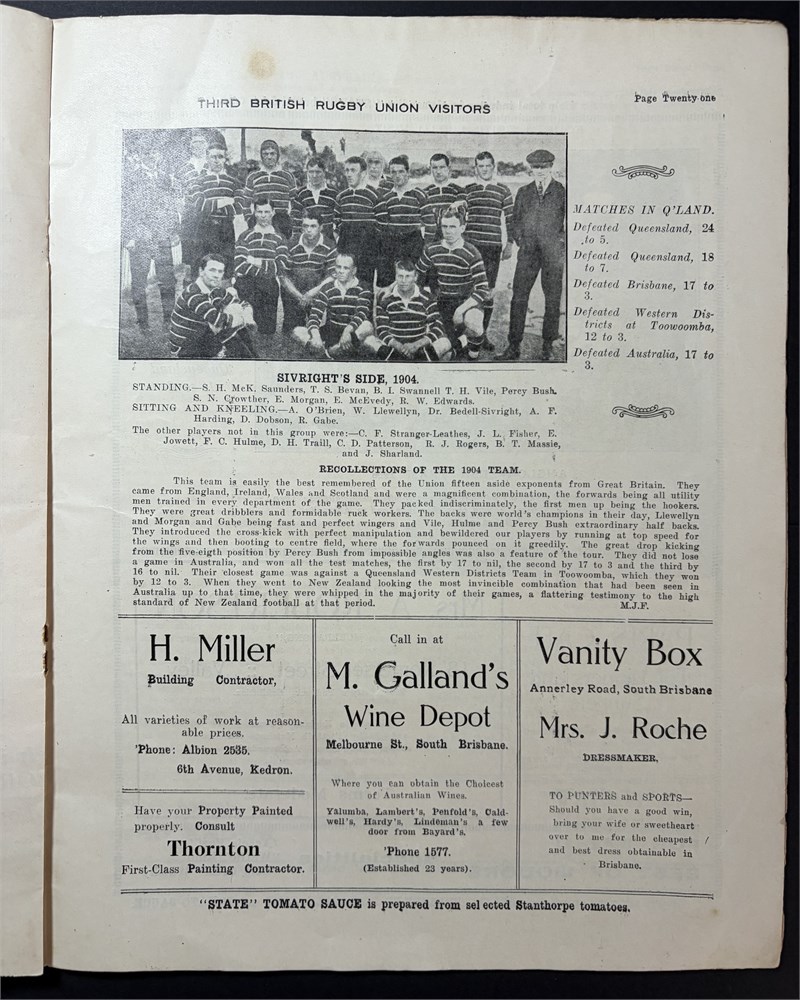 Page Twenty one
THIRD BRITISH RUGBY UNION VISITORS
MATCHES IN Q'LAND.
Defeated Queensland, 24
to 5.
Defeated Queensland, 18
to 7.
Defeated Brisbane, 17 to
3.
Defeated Western Dis-
tricts at Toowoomba,
12 to 3.
Defeated Australia, 17 to
3.
SIVRIGHT'S SIDE, 1904.
STANDING.—S. H. McK. Saunders, T. S. Bevan, B. I. Swannell T. H. Vile, Percy Bush.
S. N. Crowther, E. Morgan, E. McEvedy, R. W. Edwards.
SITTING AND KNEELING.—A. O'Brien, W. Llewellyn, Dr. Bedell-Sivright, A. F.
Harding, D. Dobson, R. Gabe.
The other players not in this group were:—C. F. Stranger-Leathes, J. L. Fisher, E.
Jowett, F. C. Hulme, D. H. Traill, C. D. Patterson, R. J. Rogers, B. T. Massie,
and J. Sharland.
RECOLLECTIONS OF THE 1904 TEAM.
This team is easily the best remembered of the Union fifteen aside exponents from Great Britain. They
came from England, Ireland, Wales and Scotland and were a magnificent combination, the forwards being all utility
men trained in every department of the game. They packed indiscriminately, the first men up being the hookers.
They were great dribblers and formidable ruck workers. The backs were world's champions in their day, Llewellyn
and Morgan and Gabe being fast and perfect wingers and Vile, Hulme and Percy Bush extraordinary half backs.
They introduced the cross-kick with perfect manipulation and bewildered our players by running at top speed for
the wings and then booting to centre field, where the forwards pounced on it greedily. The great drop kicking
from the five-eigth position by Percy Bush from impossible angles was also a feature of the tour. They did not lose
a game in Australia, and won all the test matches, the first by 17 to nil, the second by 17 to 3 and the third by
16 to nil. Their closest game was against a Queensland Western Districts Team in Toowoomba, which they won
by 12 to 3. When they went to New Zealand looking the most invincible combination that had been seen in
Australia up to that time, they were whipped in the majority of their games, a flattering testimony to the high
standard of New Zealand football at that period. M.J.F.
H. Miller
Building Contractor,
All varieties of work at reason-
able prices.
'Phone: Albion 2535.
6th Avenue, Kedron.
Have your Property Painted
properly. Consult
Thornton
First-Class Painting Contractor.
Call in at
M. Galland's
Wine Depot
Melbourne St., South Brisbane.
Where you can obtain the Choicest
of Australian Wines.
Yalumba, Lambert's, Penfold's, Cald-
well's, Hardy's, Lindeman's a few
door from Bayard's.
'Phone 1577.
(Established 23 years).
Vanity Box
Annerley Road, South Brisbane
Mrs. J. Roche
DRESSMAKER,
TO PUNTERS and SPORTS—
Should you have a good win,
bring your wife or sweetheart
over to me for the cheapest
and best dress obtainable in
Brisbane.
"STATE" TOMATO SAUCE is prepared from selected Stanthorpe tomatoes.